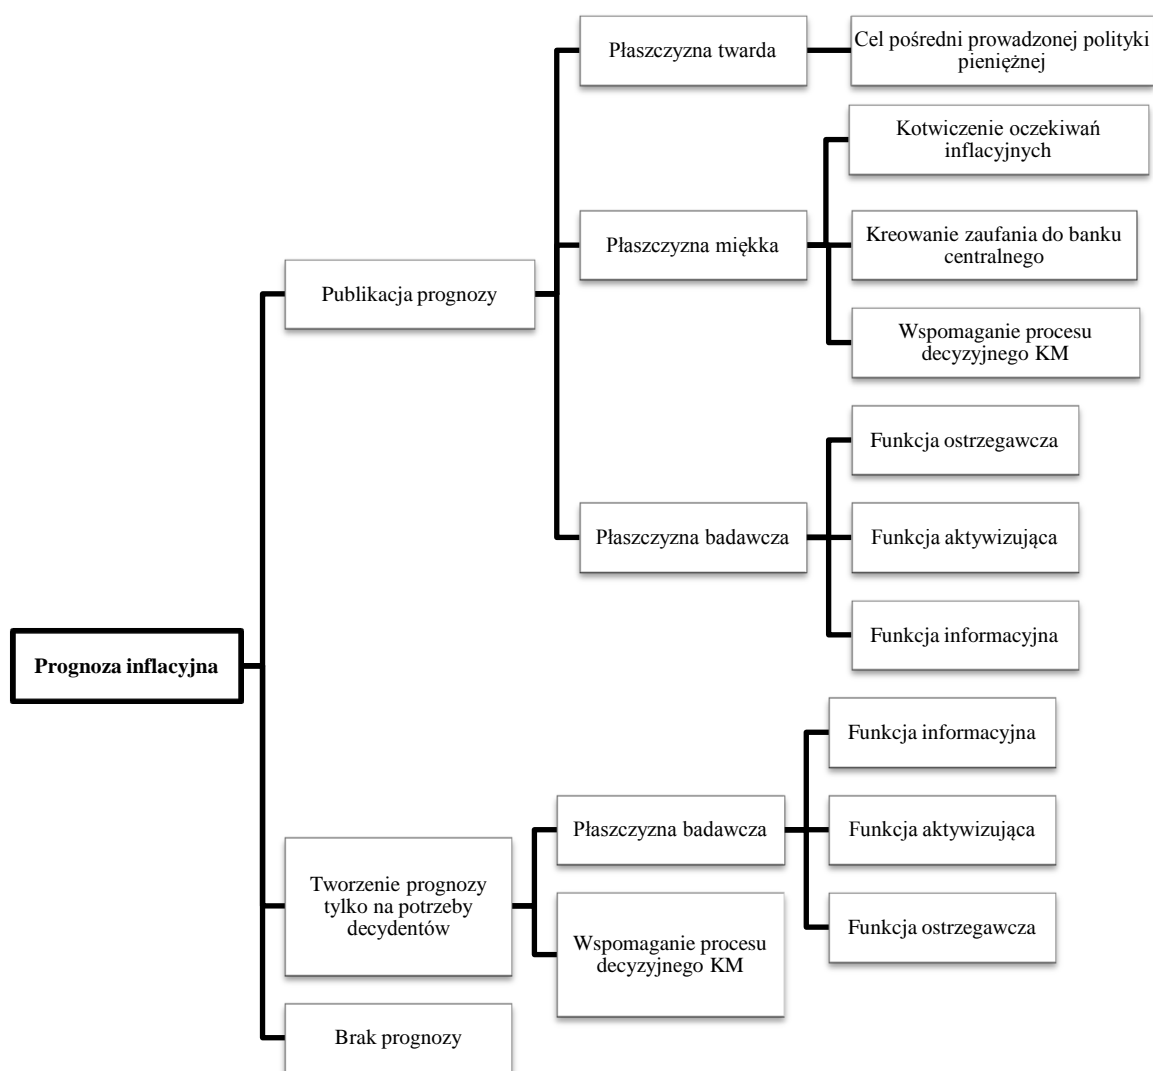 Płaszczyzna twarda
Cel pośredni prowadzonej polityki
pieniężnej
Kotwiczenie oczekiwań
inflacyjnych
Płaszczyzna miękka
Kreowanie zaufania do banku
centralnego
Publikacja prognozy
Wspomaganie procesu
decyzyjnego KM
Funkcja ostrzegawcza
Płaszczyzna badawcza
Funkcja aktywizująca
Funkcja informacyjna
Prognoza inflacyjna
Funkcja informacyjna
Płaszczyzna badawcza
Funkcja aktywizująca
Tworzenie prognozy
tylko na potrzeby
decydentów
Funkcja ostrzegawcza
Wspomaganie procesu
decyzyjnego KM
Brak prognozy